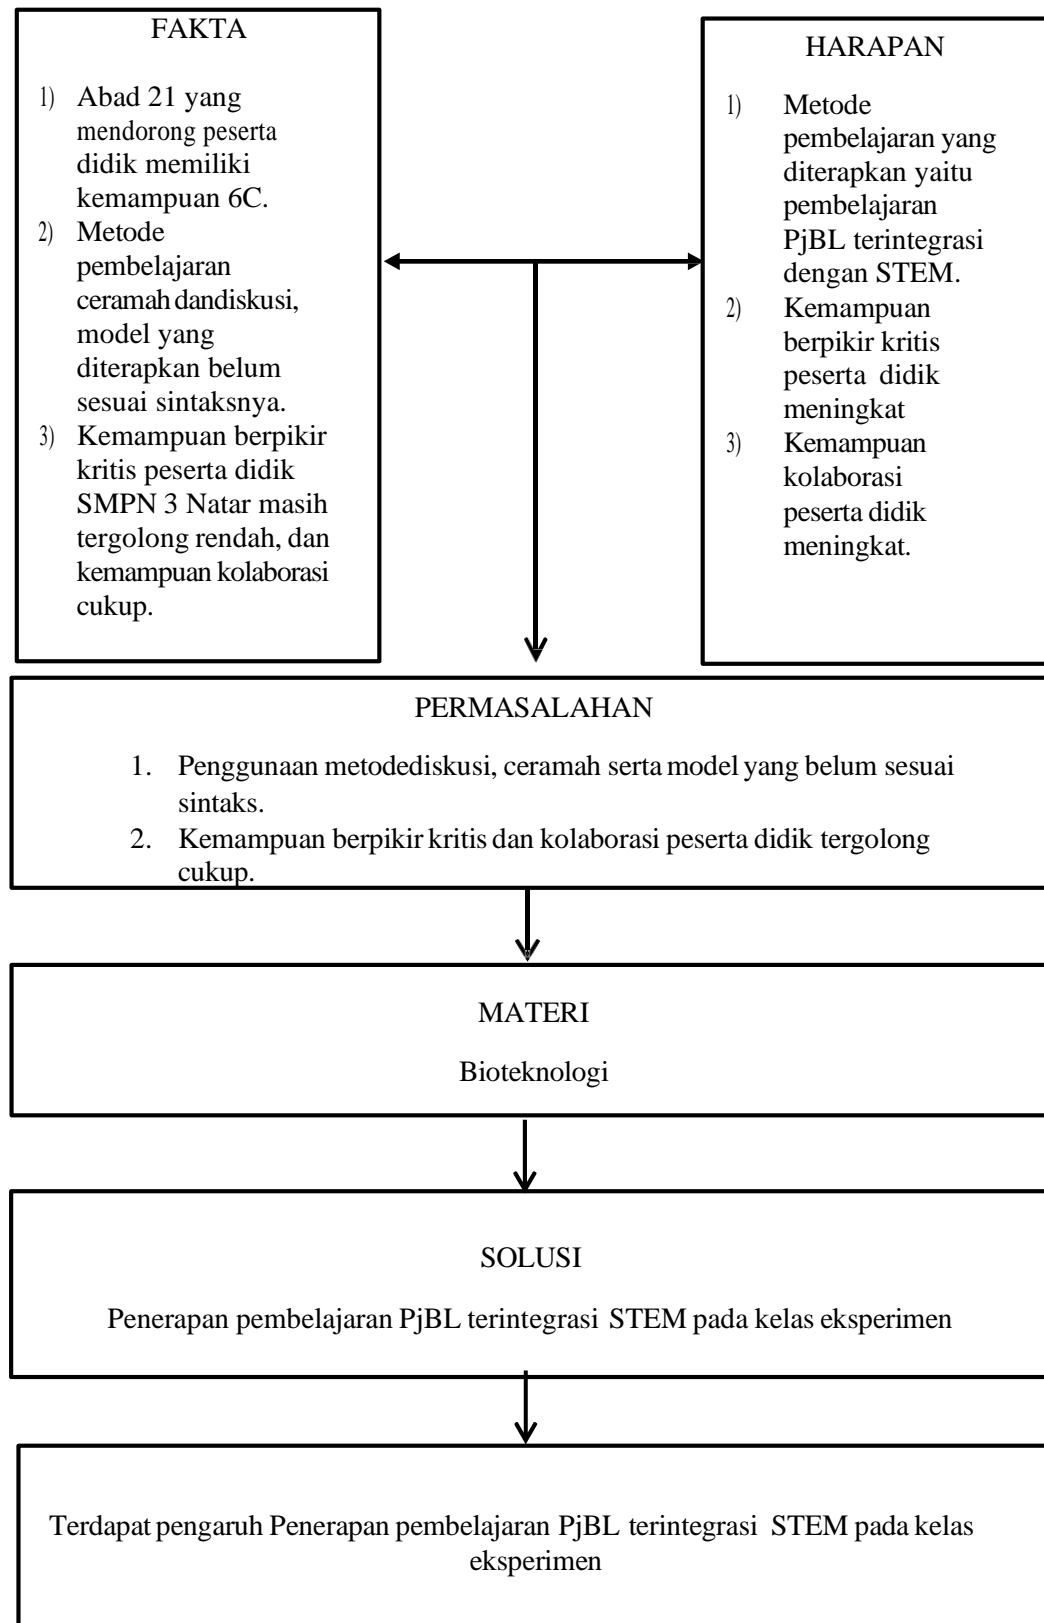 FAKTA
1) Abad 21 yang
mendorong peserta
didik memiliki
kemampuan 6C.
2) Metode
pembelajaran
ceramah dandiskusi,
model yang
diterapkan belum
sesuai sintaksnya.
3) Kemampuan berpikir
kritis peserta didik
SMPN 3 Natar masih
tergolong rendah, dan
kemampuan kolaborasi
cukup.
HARAPAN
1) Metode
pembelajaran yang
diterapkan yaitu
pembelajaran
PjBL terintegrasi
dengan STEM.
2) Kemampuan
berpikir kritis
peserta didik
meningkat
3) Kemampuan
kolaborasi
peserta didik
meningkat.
PERMASALAHAN
1. Penggunaan metodediskusi, ceramah serta model yang belum sesuai
sintaks.
2. Kemampuan berpikir kritis dan kolaborasi peserta didik tergolong
cukup.
MATERI
Bioteknologi
SOLUSI
Penerapan pembelajaran PjBL terintegrasi STEM pada kelas eksperimen
Terdapat pengaruh Penerapan pembelajaran PjBL terintegrasi STEM pada kelas
eksperimen